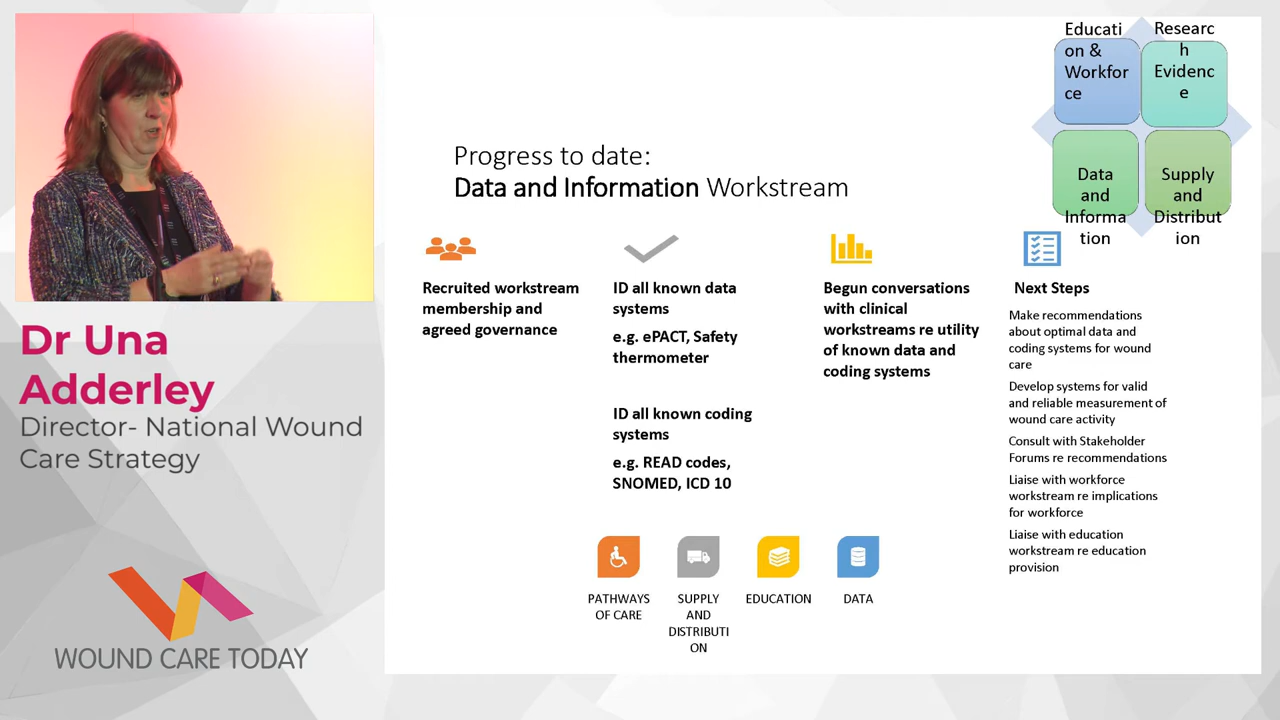 Dr Una
Adderley
Director- National Wound
Care Strategy
WOUND CARE TODAY
Progress to date:
Data and Information Workstream
Educati
on &
Workfor
ce
Researc
h
Evidenc
e
Data
and
Informa
tion
Supply
and
Distribut
ion
Recruited workstream
membership and
agreed governance
ID all known data
systems
e.g. ePACT, Safety
thermometer
ID all known coding
systems
e.g. READ codes,
SNOMED, ICD 10
Begun conversations
with clinical
workstreams re utility
of known data and
coding systems
Next Steps
Make recommendations
about optimal data and
coding systems for wound
care
Develop systems for valid
and reliable measurement of
wound care activity
Consult with Stakeholder
Forums re recommendations
Liaise with workforce
workstream re implications
for workforce
Liaise with education
workstream re education
provision
PATHWAYS
OF CARE
SUPPLY
AND
DISTRIBUTI
ON
EDUCATION
DATA